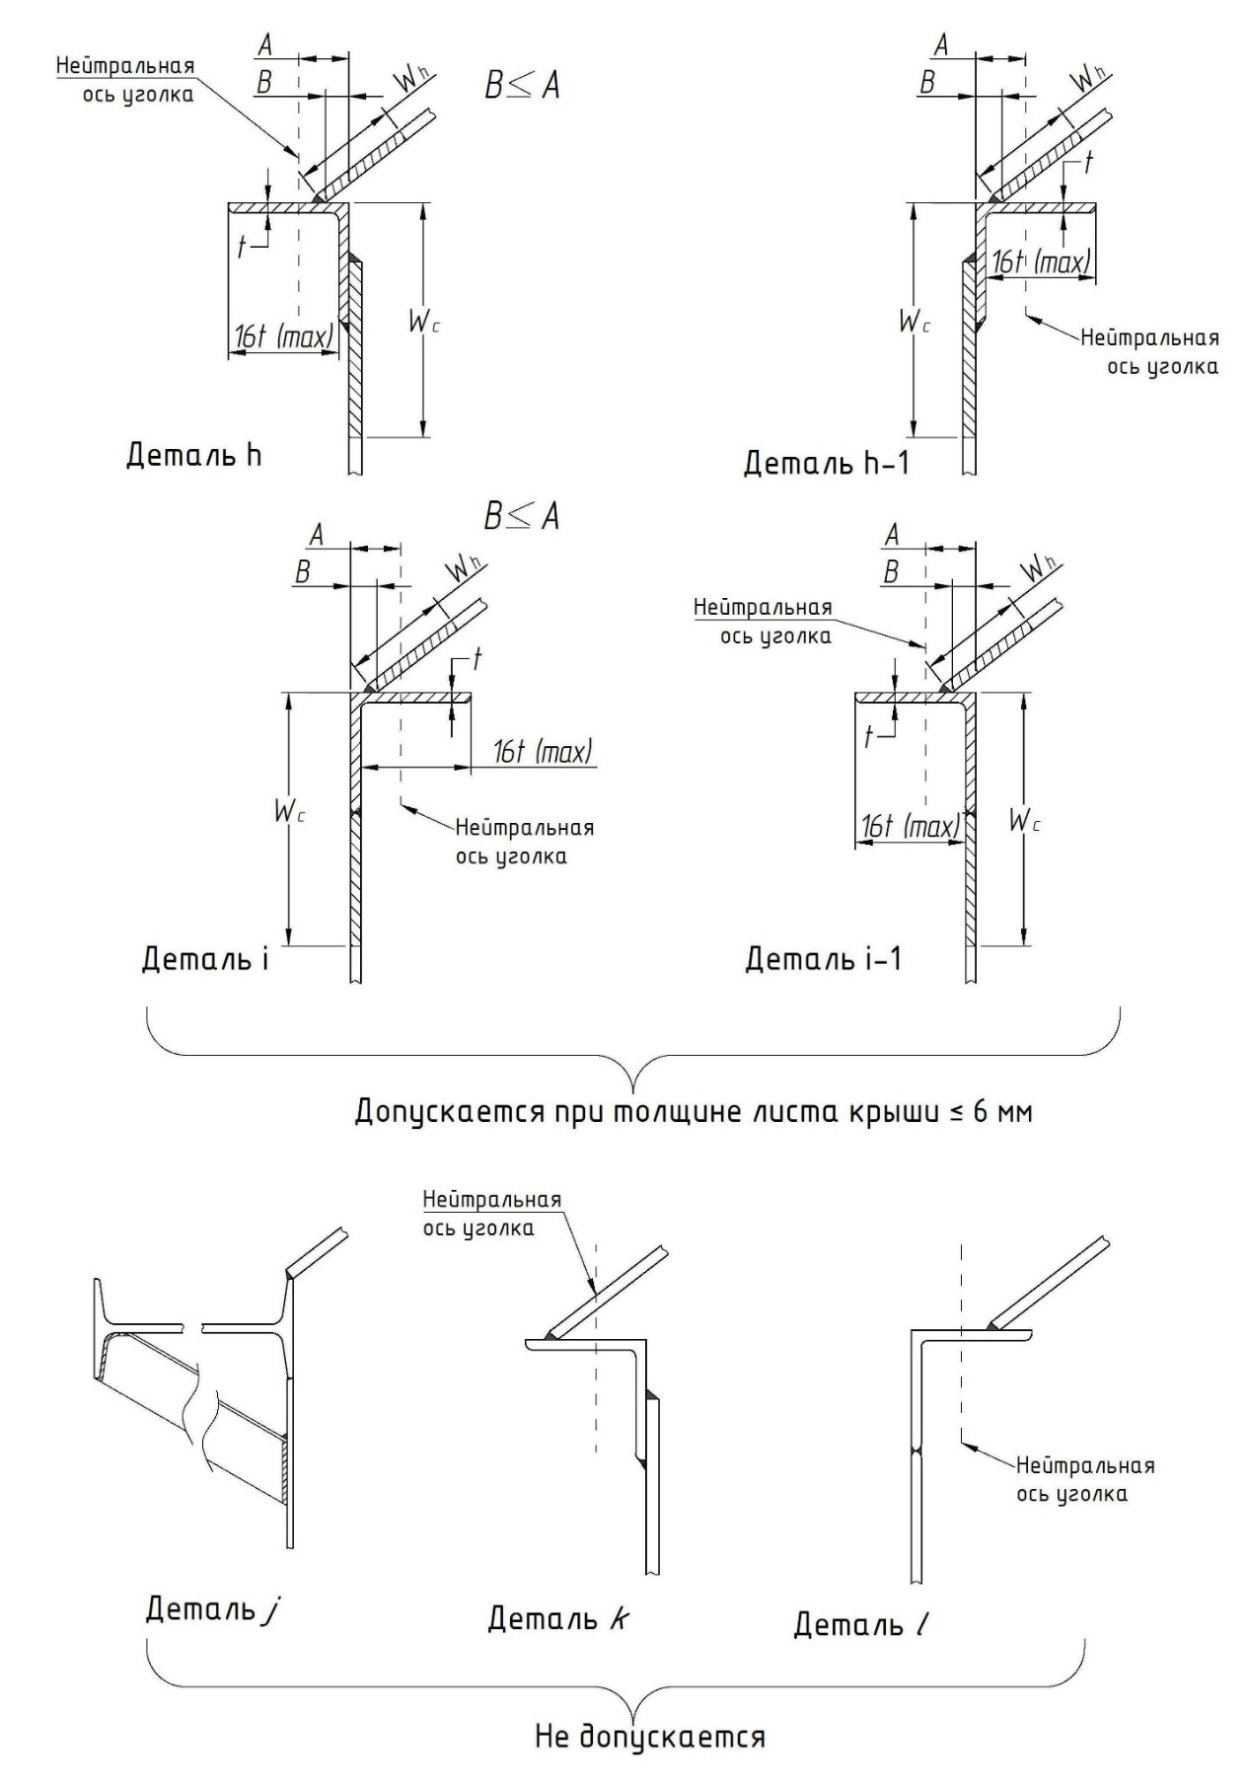 A
Нейтральная
ось уголка
B
Wh
B≤ A
t
Wc
16t (max)
Деталь h
A
B
Wh
t
16t (max)
Wc
Нейтральная
ось уголка
Деталь h-1
B≤ A
A
B
Wh
t
16t (max)
Wc
Нейтральная
ось уголка
Деталь i
A
B
Wh
Нейтральная
ось уголка
t
16t (max)
Wc
Деталь i-1
Допускается при толщине листа крыши ≤ 6 мм
Нейтральная
ось уголка
Нейтральная
ось уголка
Деталь j
Деталь k
Деталь l
Не допускается